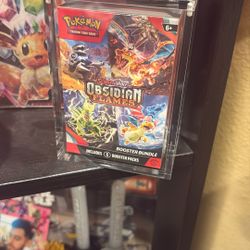 Pokémon
TRADING CARD GAME
6+
SCARLET & VIOLET
OBSIDIAN
FLAMES
BOOSTER BUNDLE
INCLUDES 6 BOOSTER PACKS